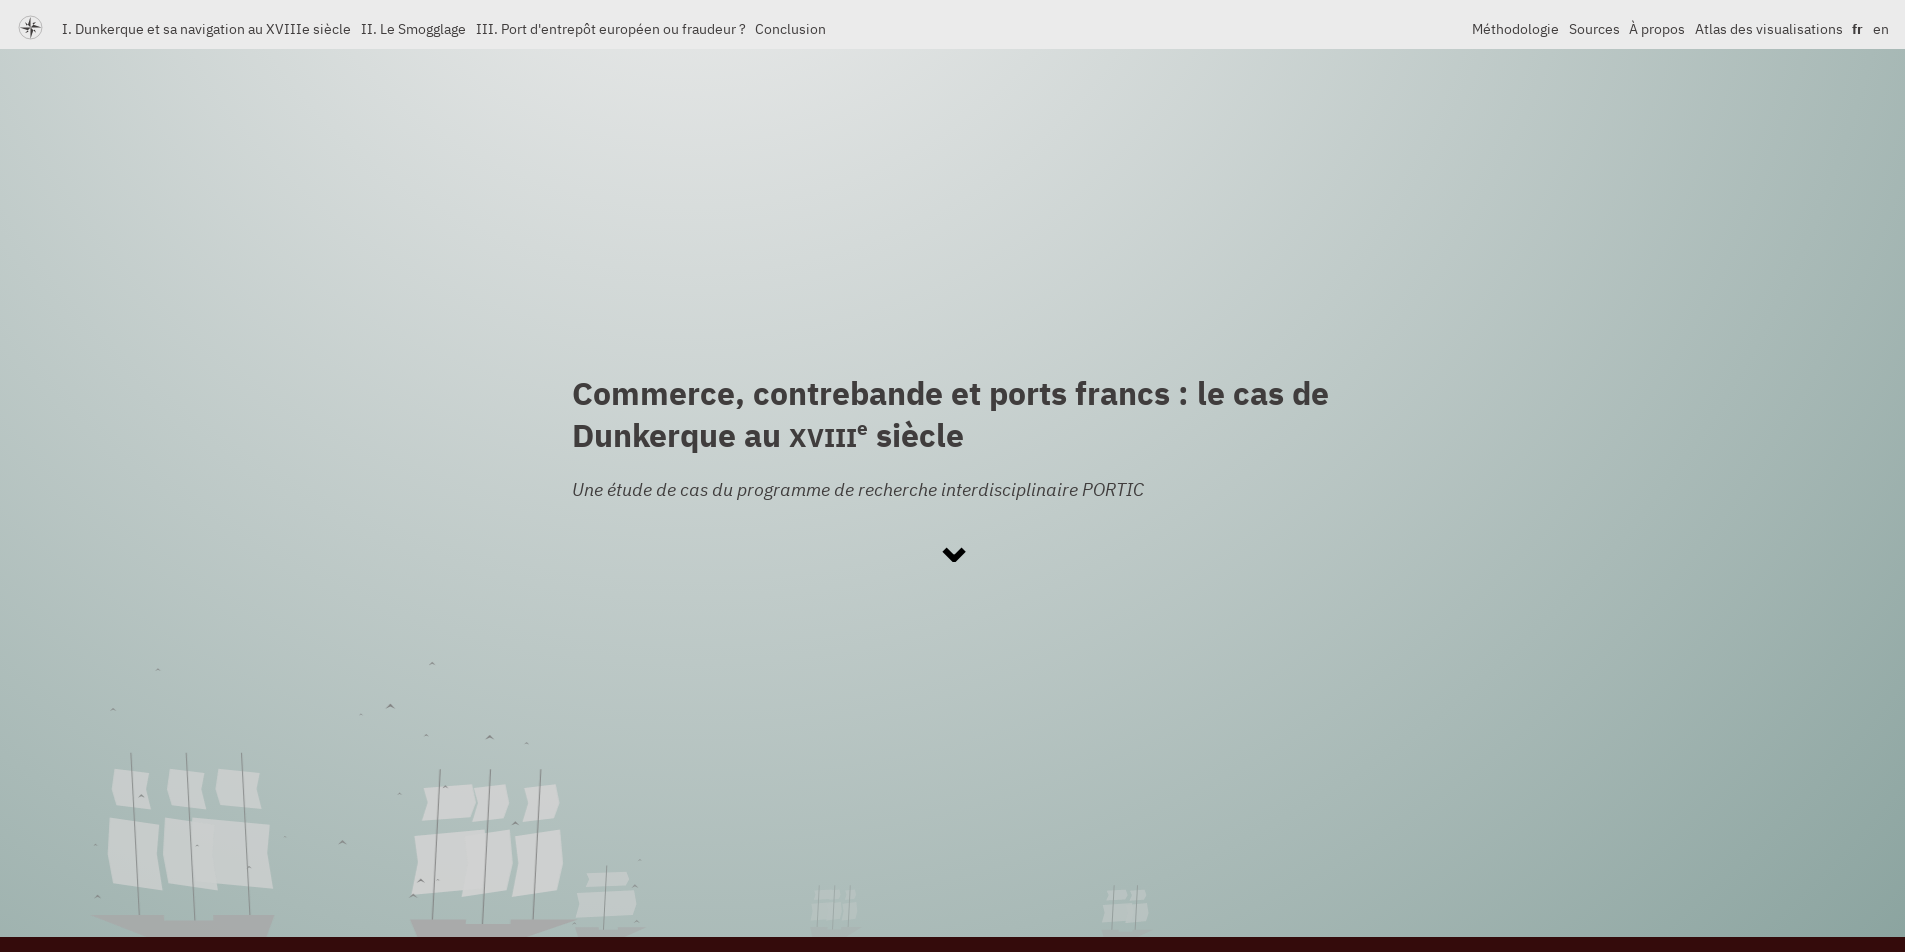 I. Dunkerque et sa navigation au XVIIIe siècle II. Le Smogglage III. Port d'entrepôt européen ou fraudeur ? Conclusion Méthodologie Sources À propos Atlas des visualisations fr en
Commerce, contrebande et ports francs : le cas de
Dunkerque au XVIIIe siècle
Une étude de cas du programme de recherche interdisciplinaire PORTIC